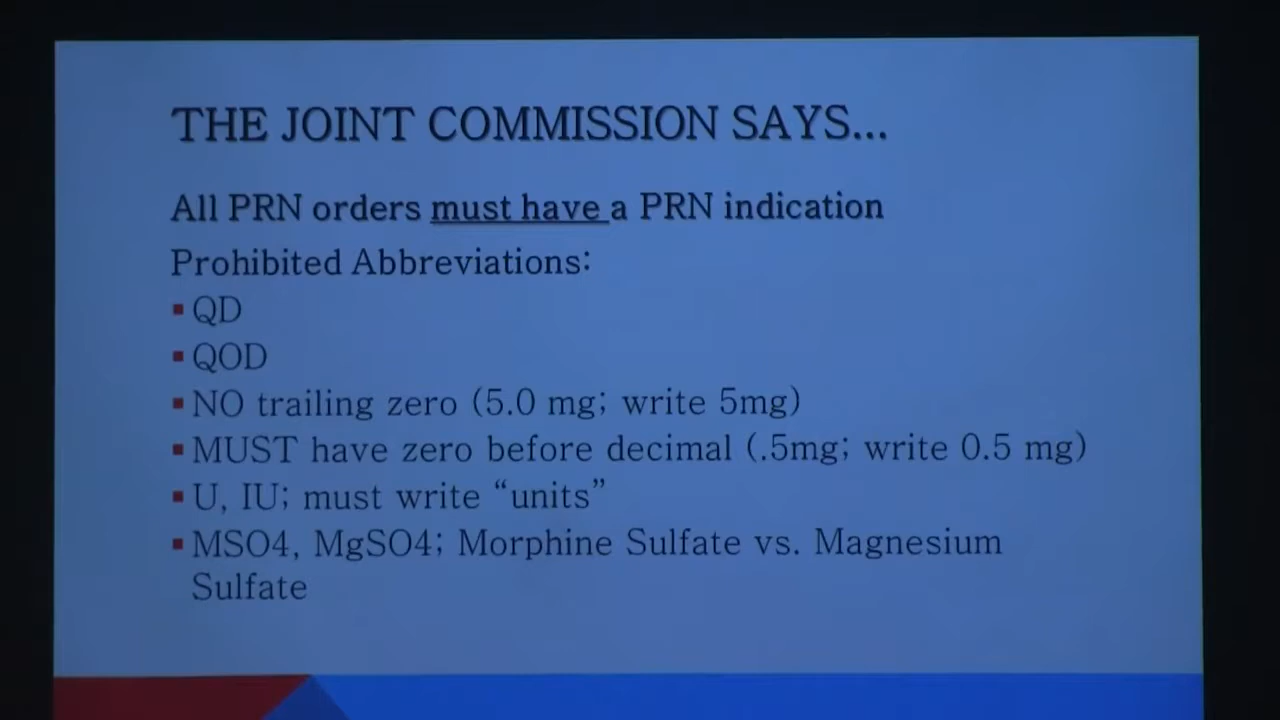 THE JOINT COMMISSION SAYS...
All PRN orders must have a PRN indication
Prohibited Abbreviations:
▪ QD
▪ QOD
▪ NO trailing zero (5.0 mg; write 5mg)
▪ MUST have zero before decimal (.5mg; write 0.5 mg)
▪ U, IU; must write “units”
▪ MSO4, MgSO4; Morphine Sulfate vs. Magnesium
Sulfate